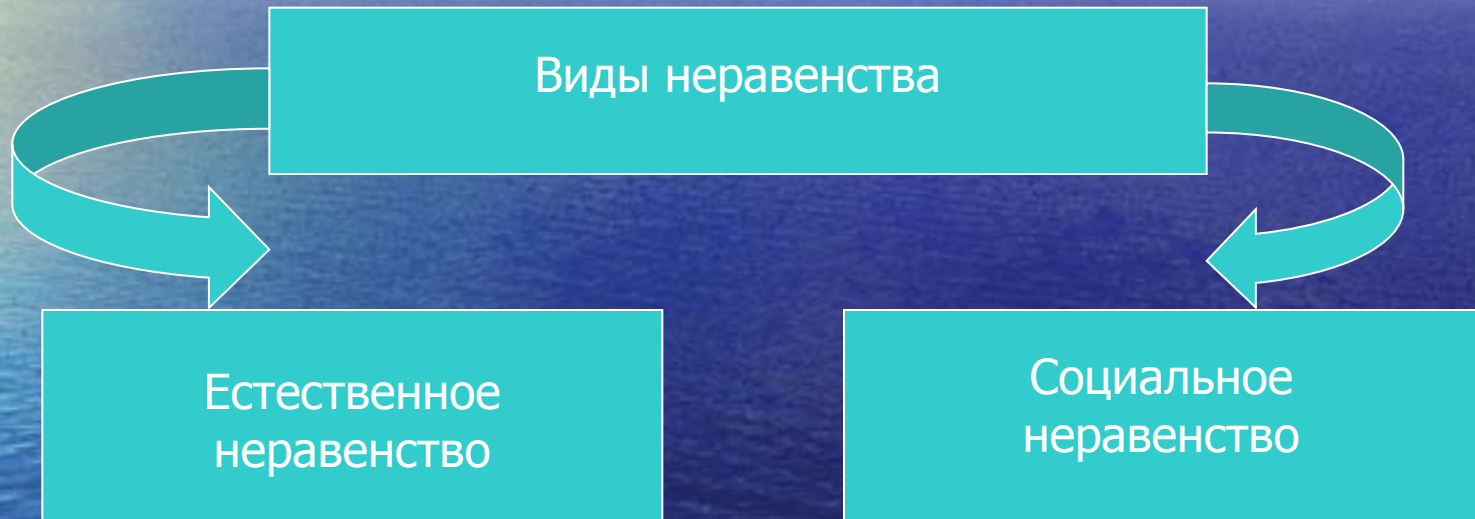 Виды неравенства
Естественное
неравенство
Социальное
неравенство